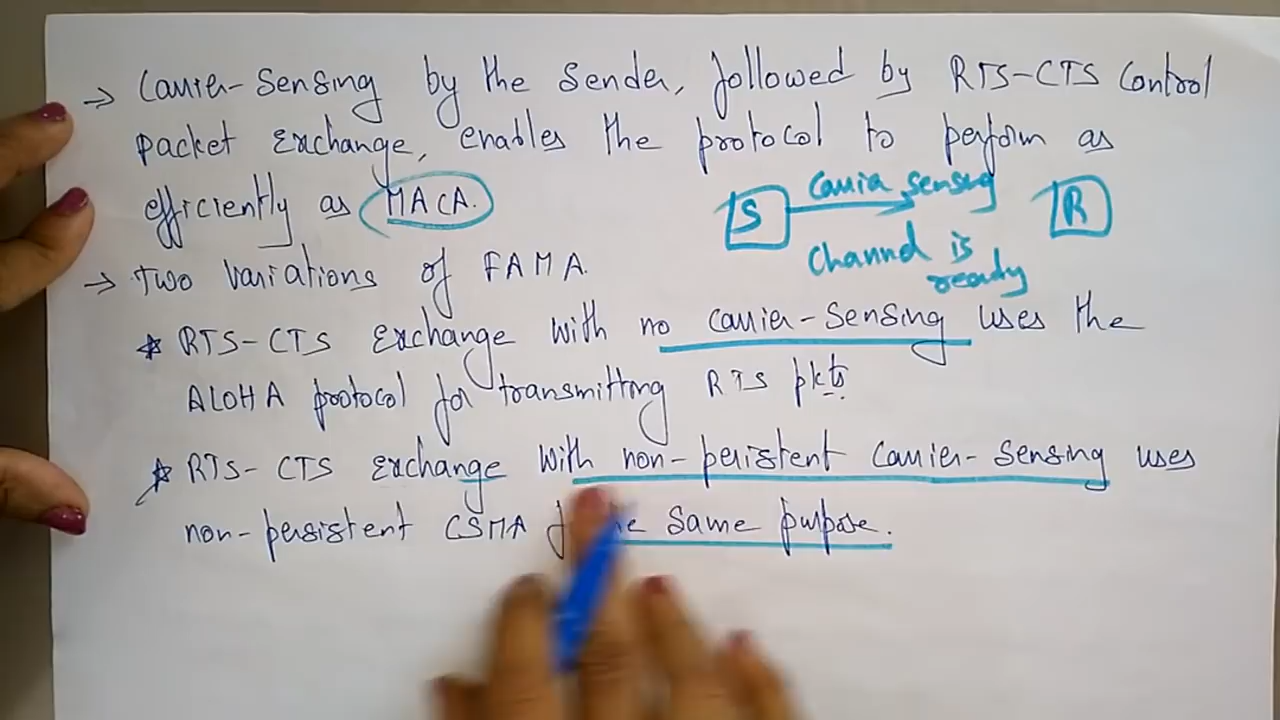 → Carrier-Sensing by the Sender, followed by RTS-CTS Control
packet Exchange, enables the protocol to perform as
efficiently as MACA.
S Carrier sensing R
Channel is
ready
→ Two variations of FAMA.
* RTS-CTS Exchange with no carrier-sensing uses the
ALOHA protocol for transmitting RTS pkts.
* RTS-CTS Exchange with non-persistent carrier-sensing uses
non-persistent CSMA same purpose.